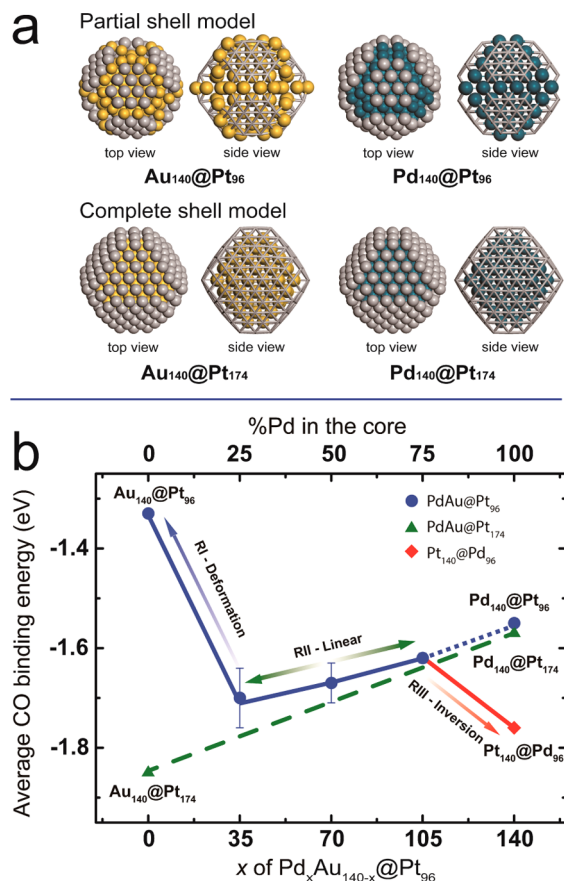 a
Partial shell model
top view side view top view side view
Au140@Pt96 Pd140@Pt96
Complete shell model
top view side view top view side view
Au140@Pt174 Pd140@Pt174
b
%Pd in the core
0 25 50 75 100
Au140@Pt96
PdAu@Pt96
PdAu@Pt174
Pt140@Pd96
-1.4
RI - Deformation
Pd140@Pt96
RII - Linear
-1.6
Pd140@Pt174
RIII - Inversion
Pt140@Pd96
-1.8
Au140@Pt174
Average CO binding energy (eV)
0 35 70 105 140
x of PdxAu140-x@Pt96